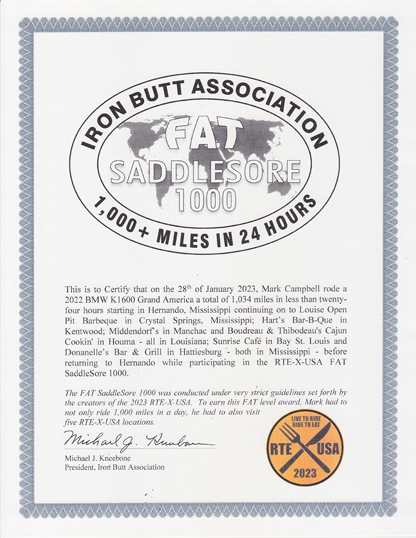 IRON BUTT ASSOCIATION
FAT
SADDLESORE
1000
1,000+ MILES IN 24 HOURS
This is to Certify that on the 28th of January 2023, Mark Campbell rode a
2022 BMW K1600 Grand America a total of 1,034 miles in less than twenty-
four hours starting in Hernando, Mississippi continuing on to Louise Open
Pit Barbeque in Crystal Springs, Mississippi; Hart's Bar-B-Que in
Kentwood; Middendorf's in Manchac and Boudreau & Thibodeau's Cajun
Cookin' in Houma - all in Louisiana; Sunrise Café in Bay St. Louis and
Donanelle's Bar & Grill in Hattiesburg - both in Mississippi - before
returning to Hernando while participating in the RTE-X-USA FAT
SaddleSore 1000.
The FAT SaddleSore 1000 was conducted under very strict guidelines set forth by
the creators of the 2023 RTE-X-USA. To earn this FAT level award, Mark had to
not only ride 1,000 miles in a day, he had to also visit
five RTE-X-USA locations.
Michael J. Kneebone
Michael J. Kneebone
President, Iron Butt Association
LIVE TO RIDE
RIDE TO EAT
RTE USA
2023